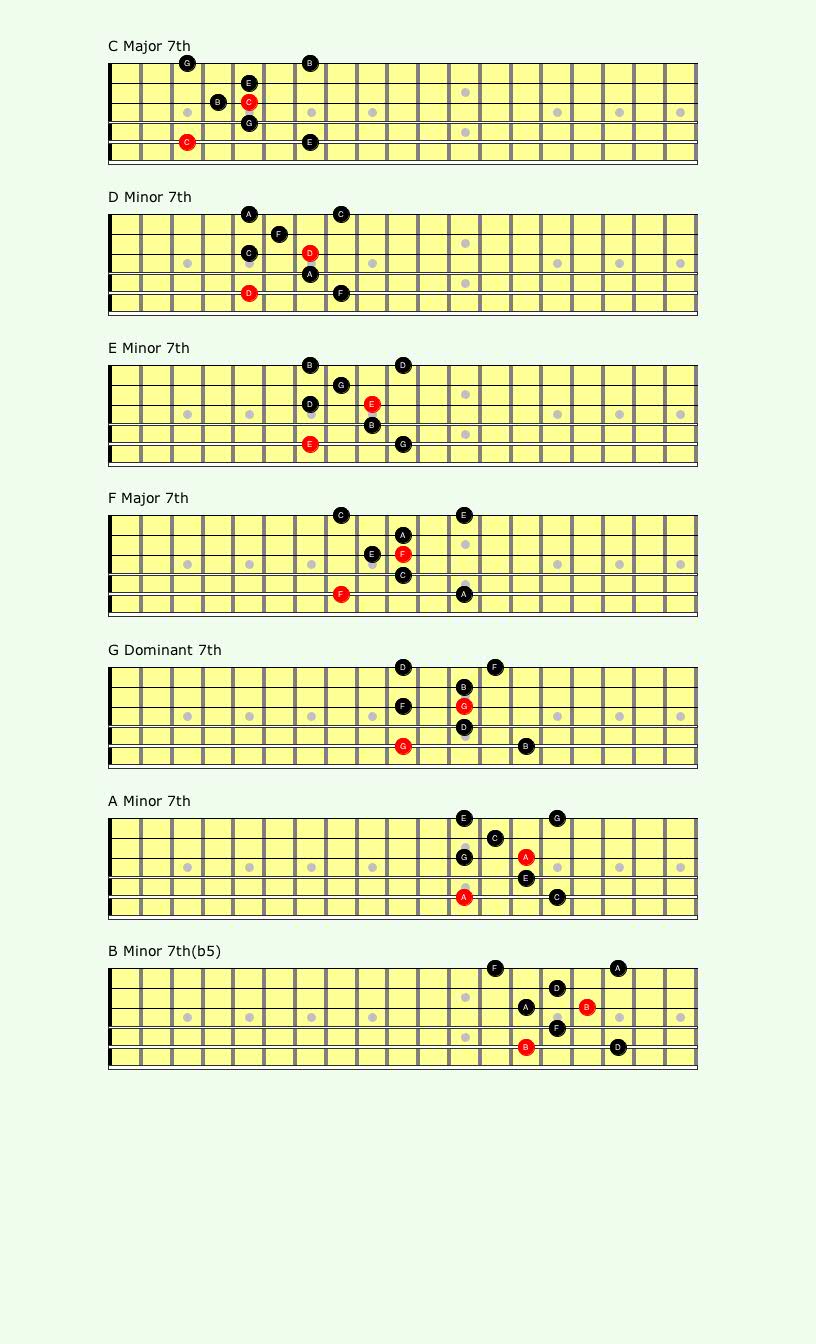 C Major 7th
G B
E
B C
G
C E
D Minor 7th
A C
F
C D
A
D F
E Minor 7th
B D
G
D E
B
E G
F Major 7th
C E
A
E F
C
F A
G Dominant 7th
D F
B
F G
D
G B
A Minor 7th
E G
C
G A
E
A C
B Minor 7th(b5)
F A
D
A B
F
B D